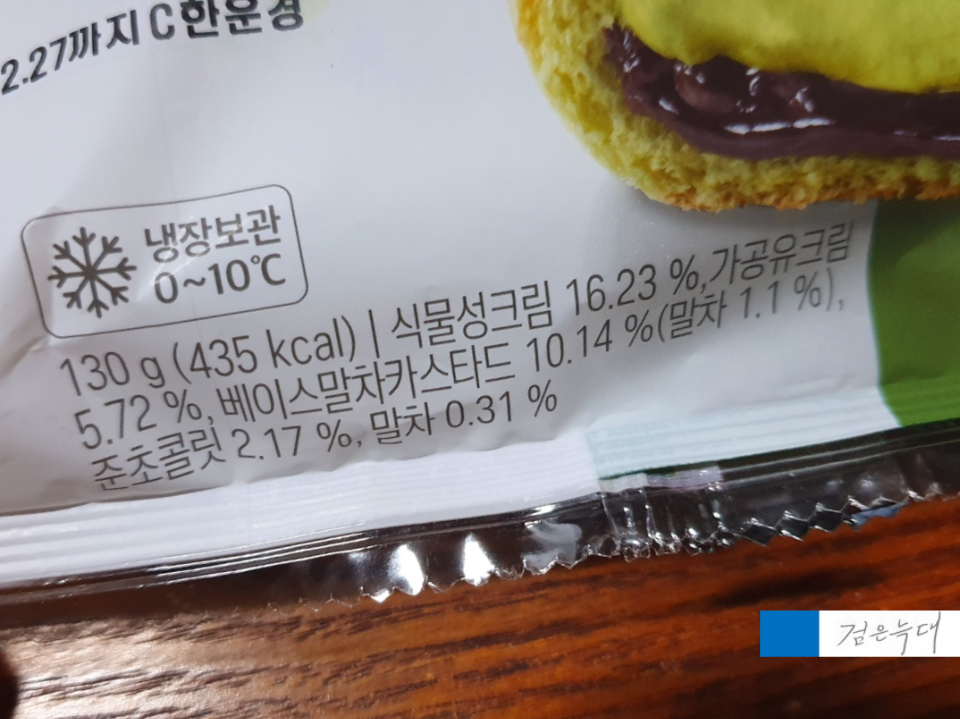 2.27까지 C한운경
냉장보관
0~10℃
130 g (435 kcal) | 식물성크림 16.23 %,가공유크림
5.72 %, 베이스말차카스타드 10.14 %(말차 1.1 %),
준초콜릿 2.17 %, 말차 0.31 %
검은늑대